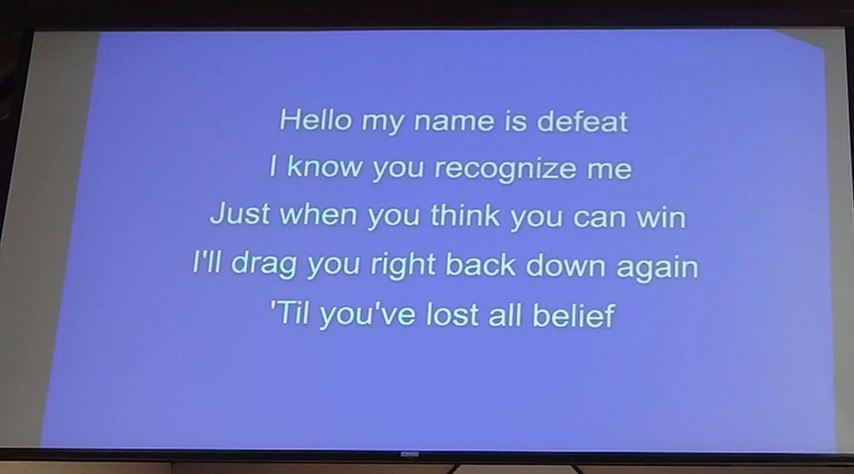 Hello my name is defeat
I know you recognize me
Just when you think you can win
I'll drag you right back down again
'Til you've lost all belief